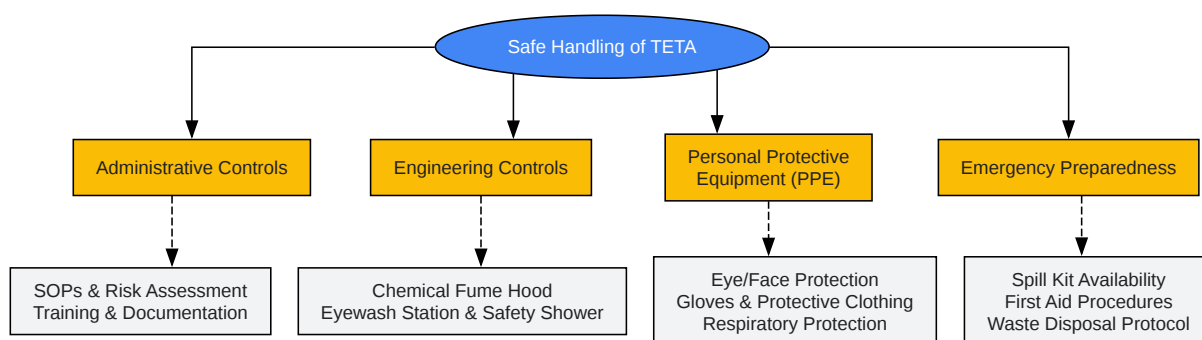 Safe Handling of TETA
Administrative Controls
Engineering Controls
Personal Protective
Equipment (PPE)
Emergency Preparedness
SOPs & Risk Assessment
Training & Documentation
Chemical Fume Hood
Eyewash Station & Safety Shower
Eye/Face Protection
Gloves & Protective Clothing
Respiratory Protection
Spill Kit Availability
First Aid Procedures
Waste Disposal Protocol